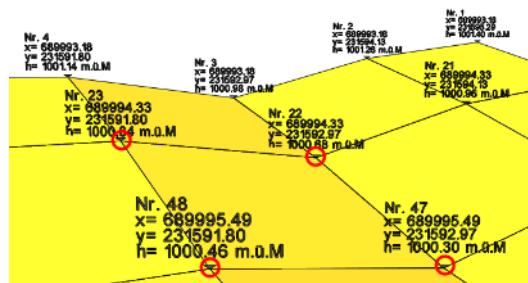 Nr. 4
x= 689993.18
y= 231591.80
h= 1001.14 m.ü.M
Nr. 3
x= 689993.18
y= 231592.97
h= 1000.98 m.ü.M
Nr. 2
x= 689993.18
y= 231594.13
h= 1001.26 m.ü.M
Nr. 1
x= 689993.18
y= 231595.29
h= 1001.40 m.ü.M
Nr. 23
x= 689994.33
y= 231591.80
h= 1000.84 m.ü.M
Nr. 22
x= 689994.33
y= 231592.97
h= 1000.68 m.ü.M
Nr. 21
x= 689994.33
y= 231594.13
h= 1000.96 m.ü.M
Nr. 48
x= 689995.49
y= 231591.80
h= 1000.46 m.ü.M
Nr. 47
x= 689995.49
y= 231592.97
h= 1000.30 m.ü.M